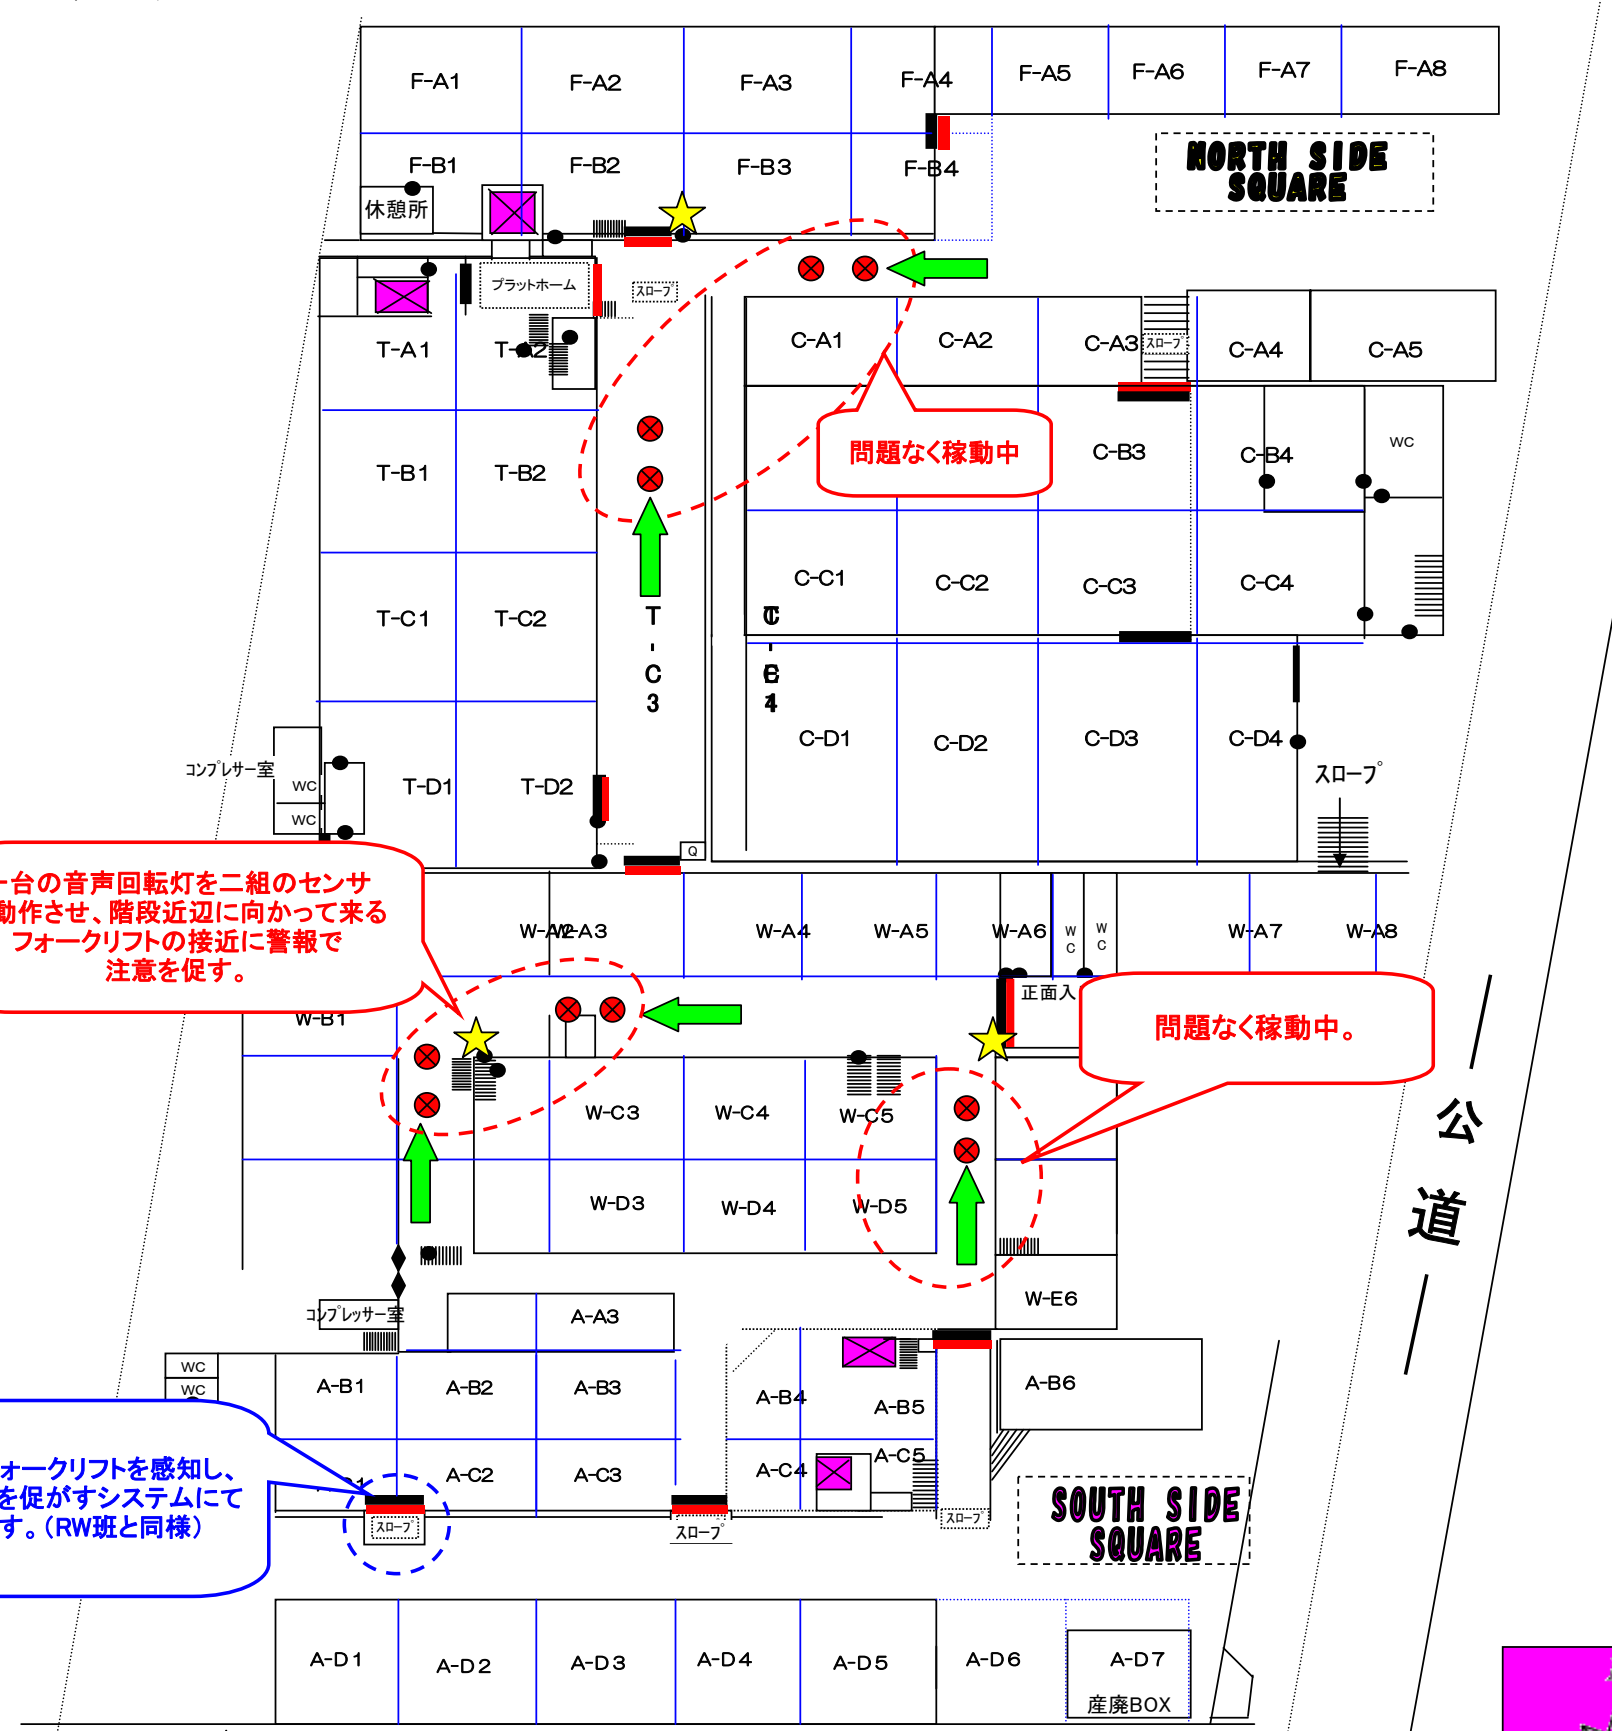 F-A1
F-A2
F-A3
F-A4
F-A5
F-A6
F-A7
F-A8
F-B1
F-B2
F-B3
F-B4
NORTH SIDE
SQUARE
休憩所
プラットホーム
スロープ
T-A1
T-A2
C-A1
C-A2
C-A3
スロープ
C-A4
C-A5
問題なく稼動中
C-B3
C-B4
WC
T-B1
T-B2
C-C1
C-C2
C-C3
C-C4
T-C1
T-C2
T-C3
C-D1
C-D2
C-D3
C-D4
スロープ
コンプレサー室
WC
WC
T-D1
T-D2
Q
一台の音声回転灯を二組のセンサ
動作させ、階段近辺に向かって来る
フォークリフトの接近に警報で
注意を促す。
W-A2
W-A3
W-A4
W-A5
W-A6
WC
WC
W-A7
W-A8
正面入
問題なく稼動中。
W-B1
W-C3
W-C4
W-C5
W-D3
W-D4
W-D5
W-E6
公道
コンプレッサー室
A-A3
WC
WC
A-B1
A-B2
A-B3
A-B4
A-B5
A-B6
A-C2
A-C3
A-C4
A-C5
ォークリフトを感知し、
を促がすシステムにて
す。(RW班と同様)
スロープ
スロープ
スロープ
SOUTH SIDE
SQUARE
A-D1
A-D2
A-D3
A-D4
A-D5
A-D6
A-D7
産廃BOX